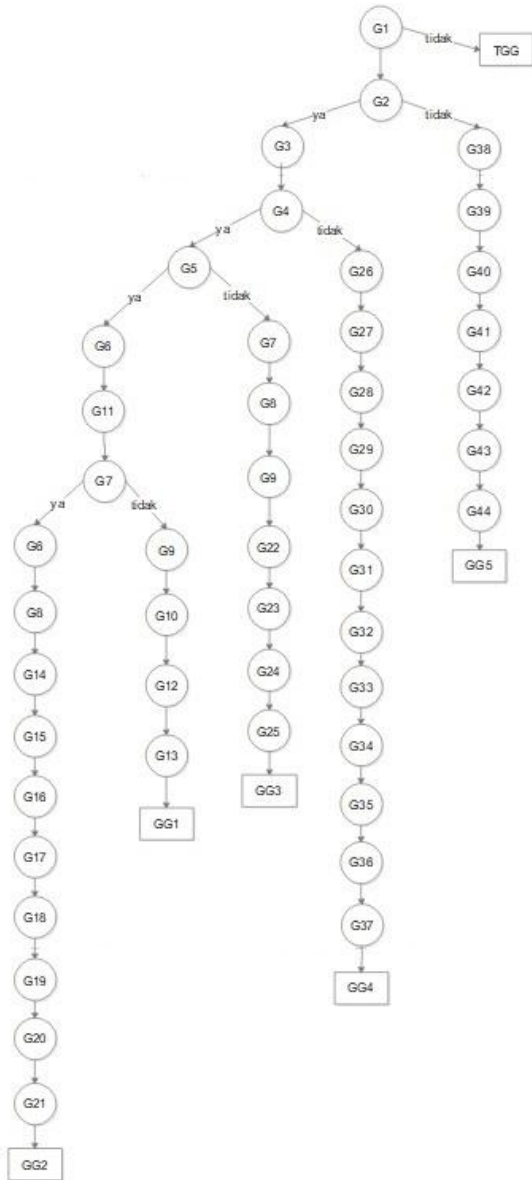 G1
tidak
TGG
G2
ya
tidak
G3
G38
G4
G39
ya
tidak
G5
G26
G40
ya
tidak
G6
G7
G27
G41
G11
G8
G28
G42
G7
G9
G29
G43
ya
tidak
G6
G9
G22
G30
G44
G8
G10
G23
G31
GG5
G14
G12
G24
G32
G15
G13
G25
G33
G16
GG1
GG3
G34
G17
G35
G18
G36
G19
G37
G20
GG4
G21
GG2